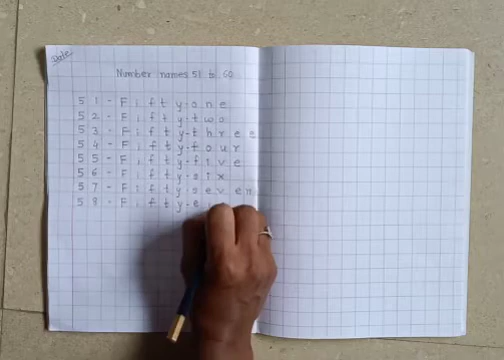 Date
Number names 51 to 60
51-Fifty-one
52-Fifty-two
53-Fifty-three
54-Fifty-four
55-Fifty-five
56-Fifty-six
57-Fifty-seven
58-Fifty-e